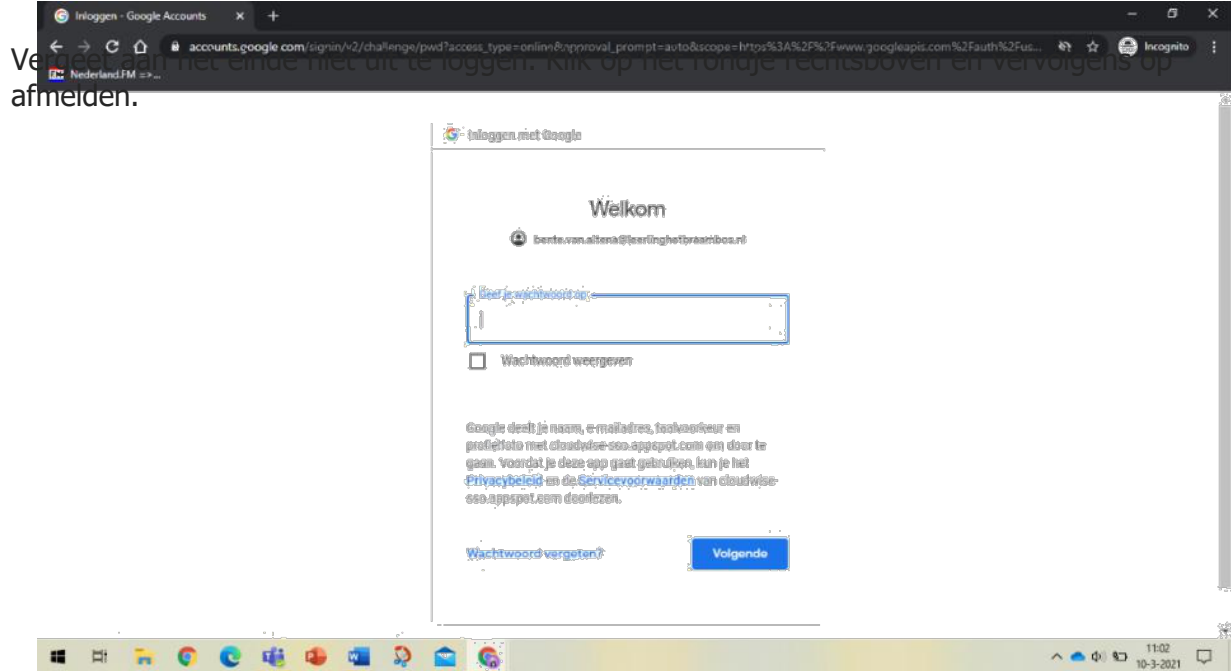 Inloggen - Google Accounts
accounts.google.com/signin/v2/challenge/pwd?access_type=online&approval_prompt=auto&scope=https%3A%2F%2Fwww.googleapis.com%2Fauth%2Fus...
Incognito
Vergeet aan het einde niet uit te loggen. Klik op het rondje rechtsboven en vervolgens op
Nederland.FM =>...
afmelden.
Inloggen met Google
Welkom
bente.van.altena@leerlinghetbraambos.nl
Geef je wachtwoord op
Wachtwoord weergeven
Google deelt je naam, e-mailadres, taalvoorkeur en
profielfoto met cloudwise-sso.appspot.com om door te
gaan. Voordat je deze app gaat gebruiken, kun je het
Privacybeleid en de Servicevoorwaarden van cloudwise-
sso.appspot.com doorlezen.
Wachtwoord vergeten?
Volgende
11:02
10-3-2021